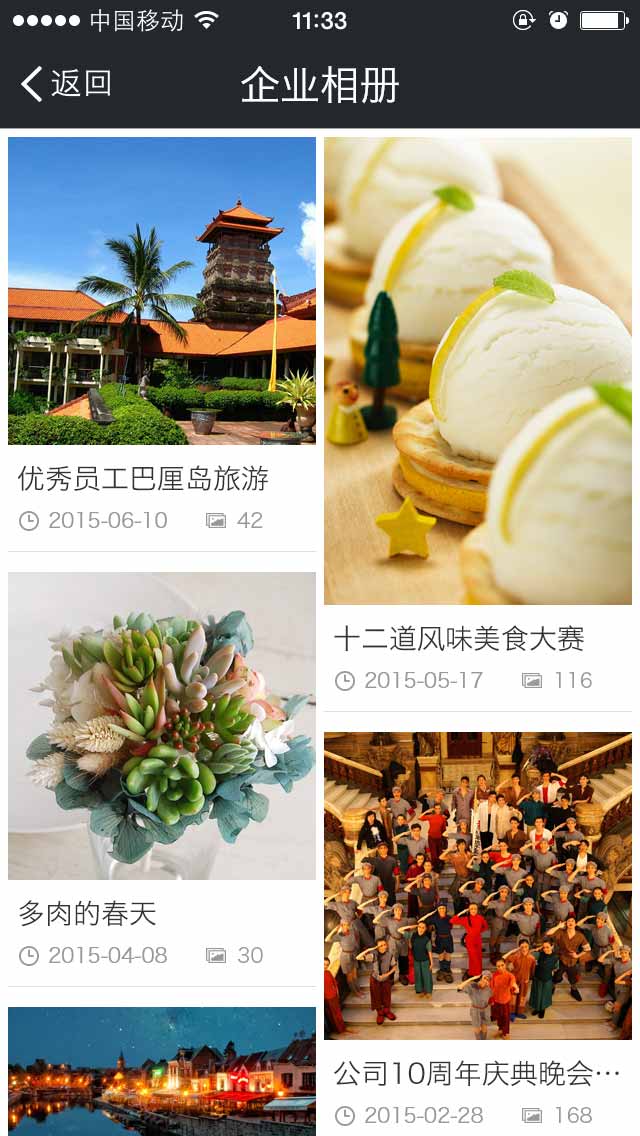 中国移动 11:33
返回 企业相册
优秀员工巴厘岛旅游
2015-06-10 42
十二道风味美食大赛
2015-05-17 116
多肉的春天
2015-04-08 30
公司10周年庆典晚会…
2015-02-28 168